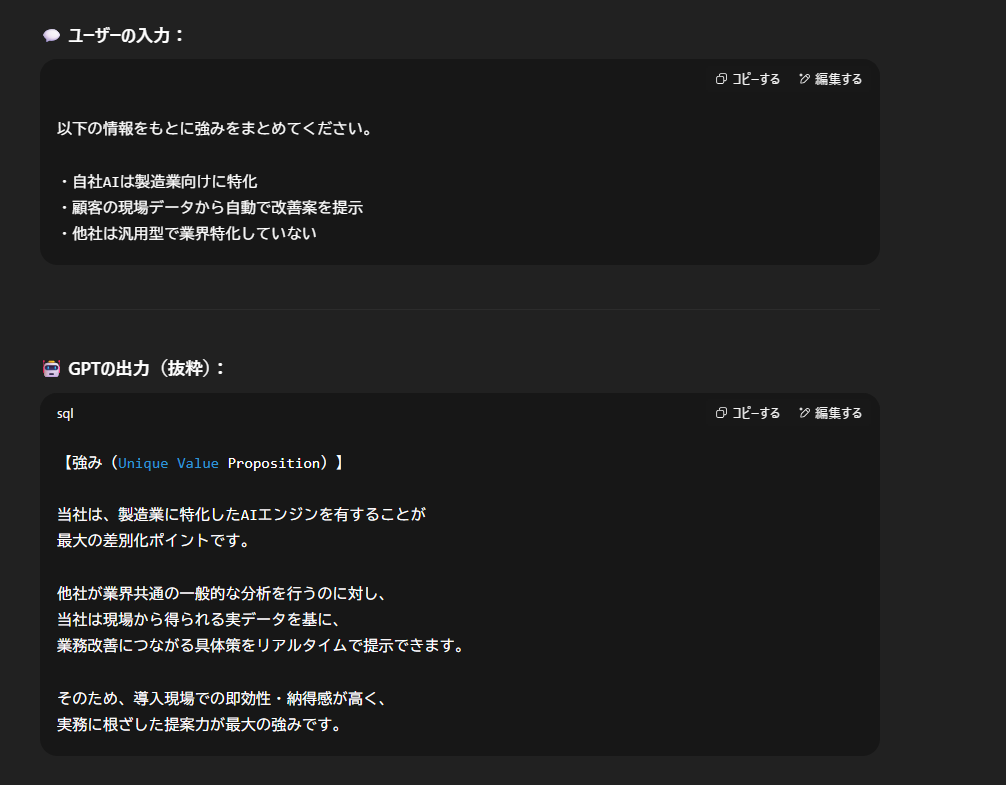 💬 ユーザーの入力：
コピーする 編集する
以下の情報をもとに強みをまとめてください。
・自社AIは製造業向けに特化
・顧客の現場データから自動で改善案を提示
・他社は汎用型で業界特化していない
🤖 GPTの出力（抜粋）：
sql コピーする 編集する
【強み（Unique Value Proposition）】
当社は、製造業に特化したAIエンジンを有することが
最大の差別化ポイントです。
他社が業界共通の一般的な分析を行うのに対し、
当社は現場から得られる実データを基に、
業務改善につながる具体策をリアルタイムで提示できます。
そのため、導入現場での即効性・納得感が高く、
実務に根ざした提案力が最大の強みです。